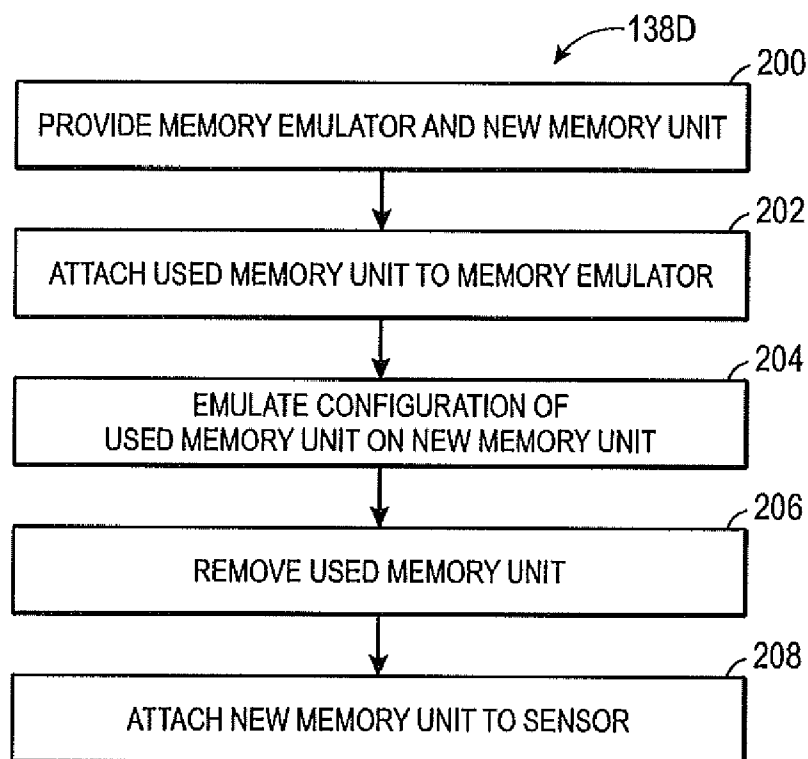 138D
200
PROVIDE MEMORY EMULATOR AND NEW MEMORY UNIT
202
ATTACH USED MEMORY UNIT TO MEMORY EMULATOR
204
EMULATE CONFIGURATION OF
USED MEMORY UNIT ON NEW MEMORY UNIT
206
REMOVE USED MEMORY UNIT
208
ATTACH NEW MEMORY UNIT TO SENSOR